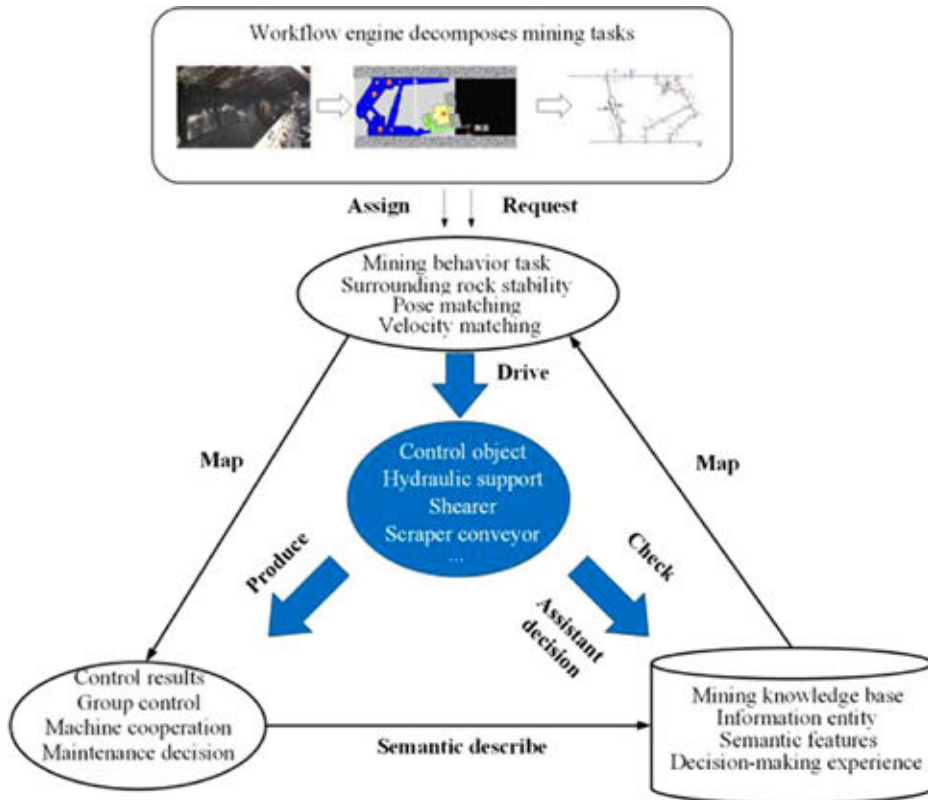 Workflow engine decomposes mining tasks
Assign
Request
Mining behavior task
Surrounding rock stability
Pose matching
Velocity matching
Drive
Map
Map
Control object
Hydraulic support
Shearer
Scraper conveyor
...
Produce
Check
Assistant
decision
Control results
Group control
Machine cooperation
Maintenance decision
Semantic describe
Mining knowledge base
Information entity
Semantic features
Decision-making experience